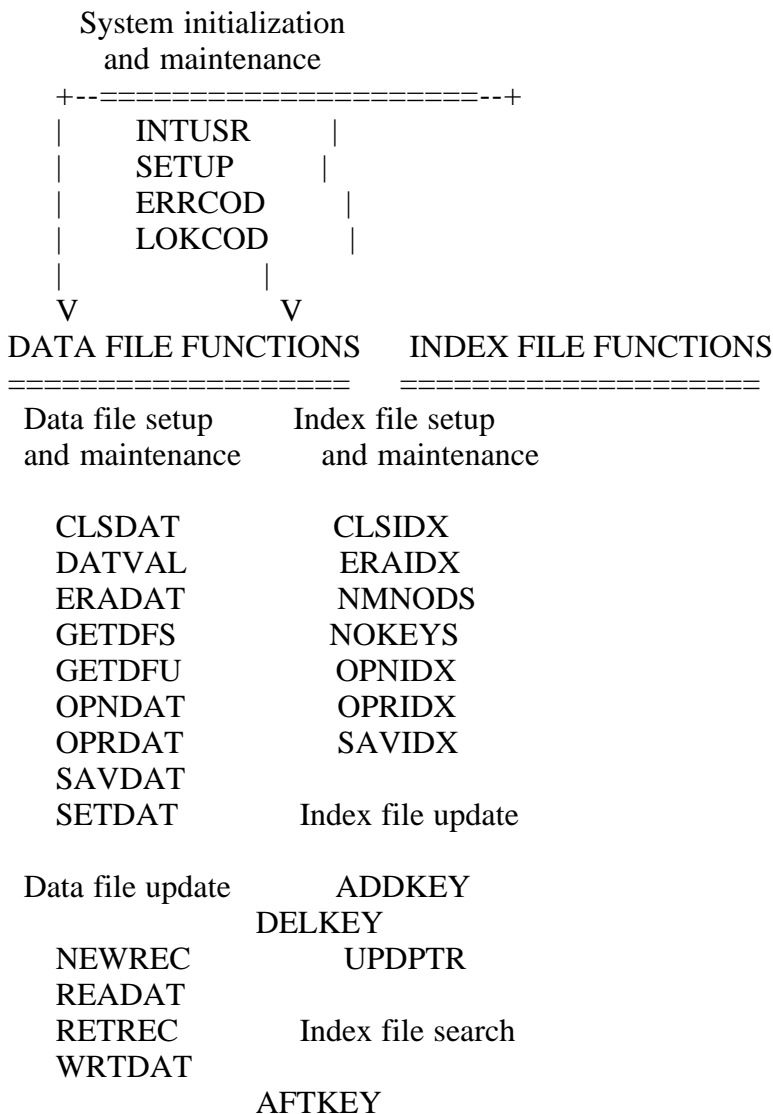 System initialization
and maintenance
+--=====================--+
| INTUSR |
| SETUP |
| ERRCOD |
| LOKCOD |
| |
V V
DATA FILE FUNCTIONS INDEX FILE FUNCTIONS
=================== ====================
Data file setup Index file setup
and maintenance and maintenance
CLSDAT CLSIDX
DATVAL ERAIDX
ERADAT NMNODS
GETDFS NOKEYS
GETDFU OPNIDX
OPNDAT OPRIDX
OPRDAT SAVIDX
SAVDAT
SETDAT Index file update
Data file update ADDKEY
DELKEY
NEWREC UPDPTR
READAT
RETREC Index file search
WRTDAT
AFTKEY